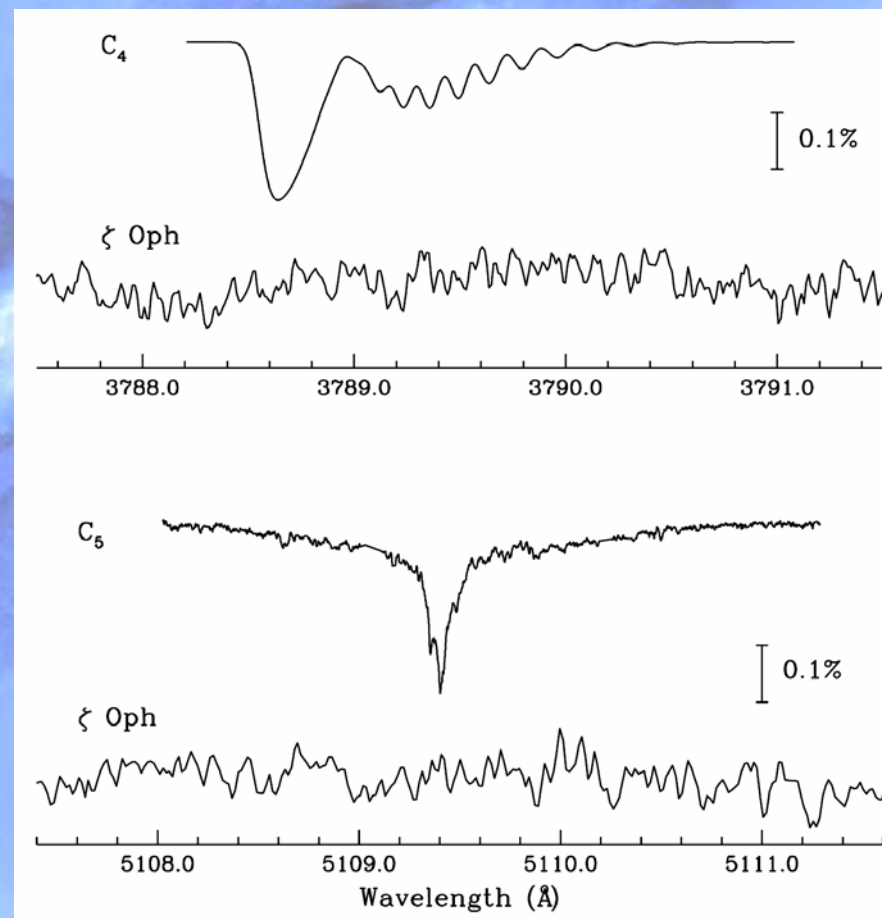 C₄
0.1%
ζ Oph
3788.0 3789.0 3790.0 3791.0
C₅
0.1%
ζ Oph
5108.0 5109.0 5110.0 5111.0
Wavelength (Å)